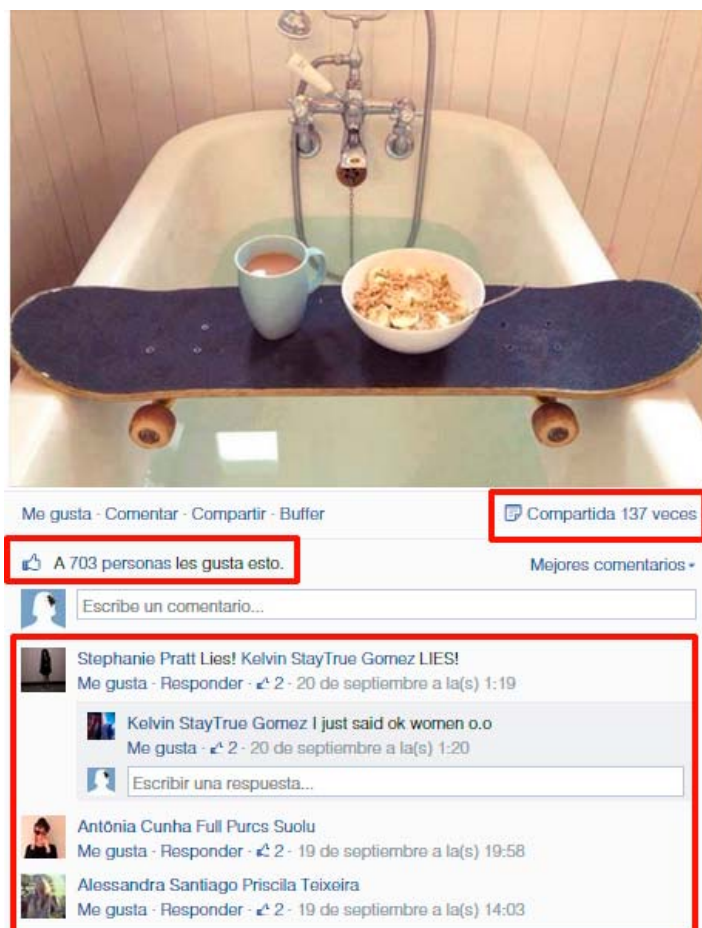 Me gusta · Comentar · Compartir · Buffer
Compartida 137 veces
A 703 personas les gusta esto.
Mejores comentarios
Escribe un comentario...
Stephanie Pratt Lies! Kelvin StayTrue Gomez LIES!
Me gusta · Responder · 2 · 20 de septiembre a la(s) 1:19
Kelvin StayTrue Gomez I just said ok women o.o
Me gusta · 2 · 20 de septiembre a la(s) 1:20
Escribir una respuesta...
Antônia Cunha Full Purcs Suolu
Me gusta · Responder · 2 · 19 de septiembre a la(s) 19:58
Alessandra Santiago Priscila Teixeira
Me gusta · Responder · 2 · 19 de septiembre a la(s) 14:03